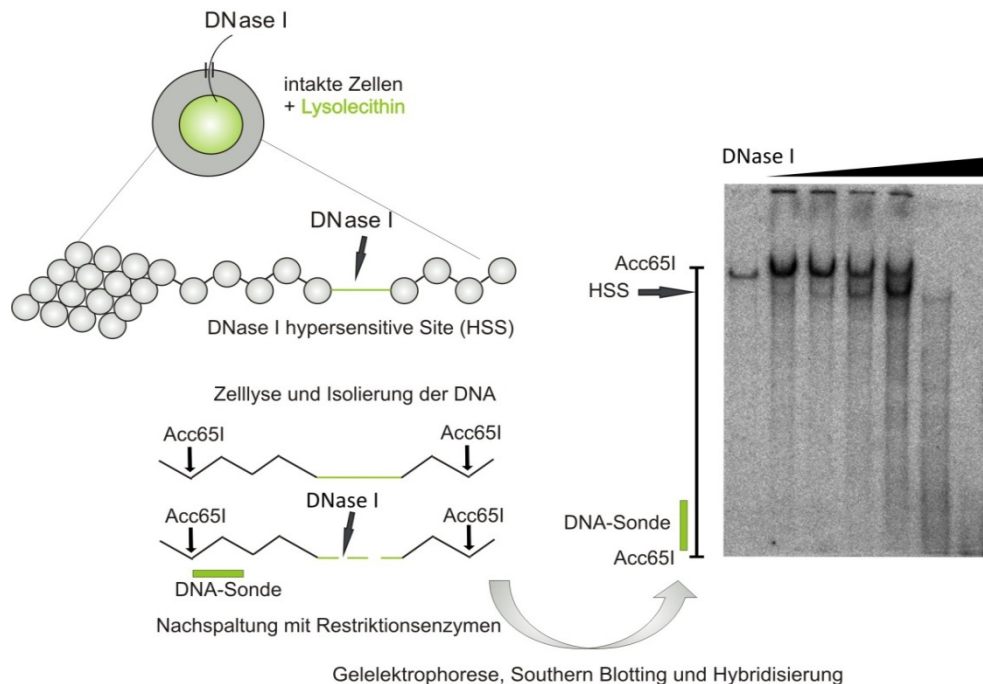 DNase I
intakte Zellen
+ Lysolecithin
DNase I
DNase I hypersensitive Site (HSS)
Zelllyse und Isolierung der DNA
Acc65I
Acc65I
DNase I
Acc65I
Acc65I
DNA-Sonde
Nachspaltung mit Restriktionsenzymen
Gelelektrophorese, Southern Blotting und Hybridisierung
DNase I
Acc65I
HSS
DNA-Sonde
Acc65I